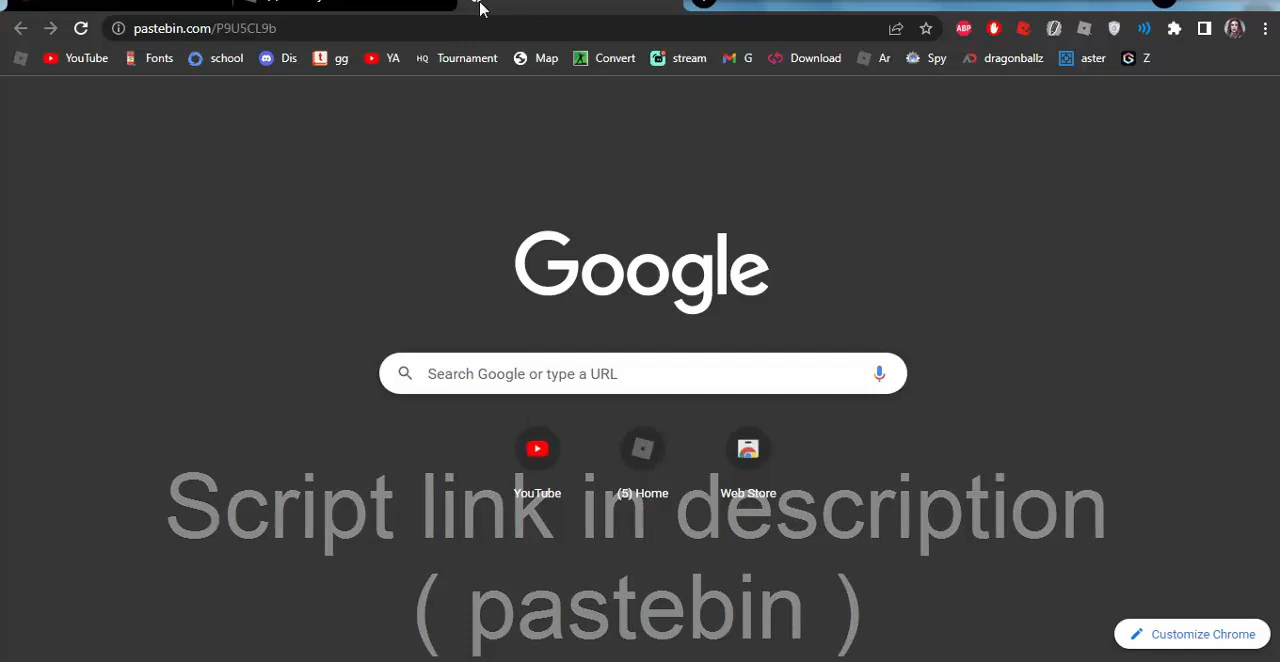 pastebin.com/P9U5CL9b
ABP
YouTube Fonts school Dis gg YA HQ Tournament Map Convert stream G Download Ar Spy dragonballz aster Z
Google
Search Google or type a URL
YouTube (5) Home Web Store
Script link in description
( pastebin )
Customize Chrome